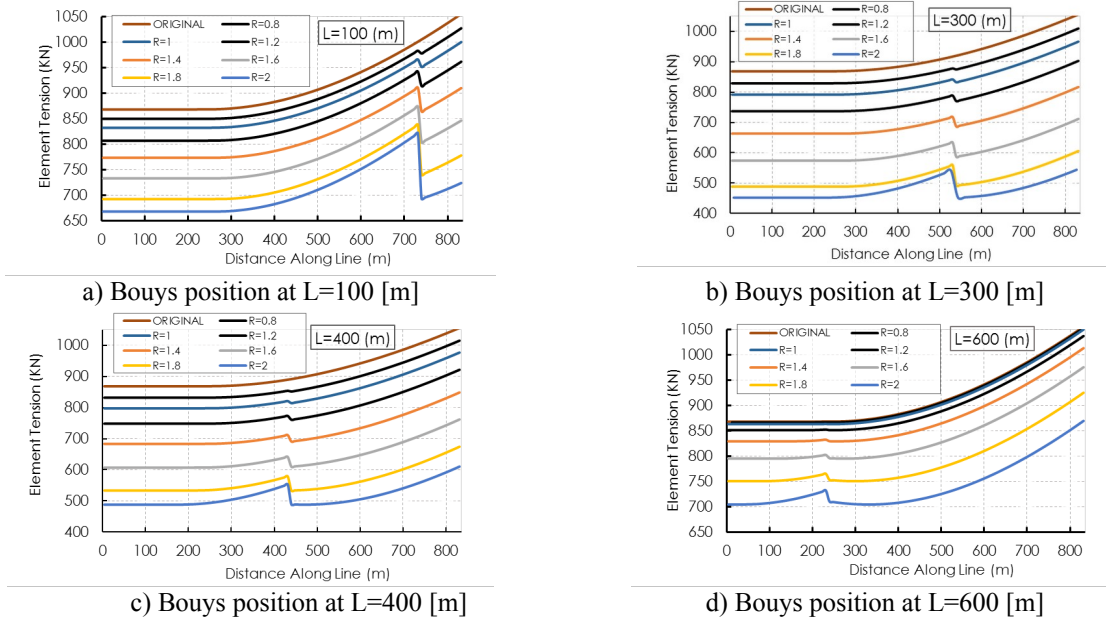 ORIGINAL R=0.8
R=1 R=1.2
R=1.4 R=1.6
R=1.8 R=2
L=100 (m)
Element Tension (KN)
1050
1000
950
900
850
800
750
700
650
0 100 200 300 400 500 600 700 800
Distance Along Line (m)
a) Bouys position at L=100 [m]
ORIGINAL R=0.8
R=1 R=1.2
R=1.4 R=1.6
R=1.8 R=2
L=300 (m)
Element Tension (KN)
1000
900
800
700
600
500
400
0 100 200 300 400 500 600 700 800
Distance Along Line (m)
b) Bouys position at L=300 [m]
ORIGINAL R=0.8
R=1 R=1.2
R=1.4 R=1.6
R=1.8 R=2
L=400 (m)
Element Tension (KN)
1000
900
800
700
600
500
400
0 100 200 300 400 500 600 700 800
Distance Along Line (m)
c) Bouys position at L=400 [m]
ORIGINAL R=0.8
R=1 R=1.2
R=1.4 R=1.6
R=1.8 R=2
L=600 (m)
Element Tension (KN)
1050
1000
950
900
850
800
750
700
650
0 100 200 300 400 500 600 700 800
Distance Along Line (m)
d) Bouys position at L=600 [m]